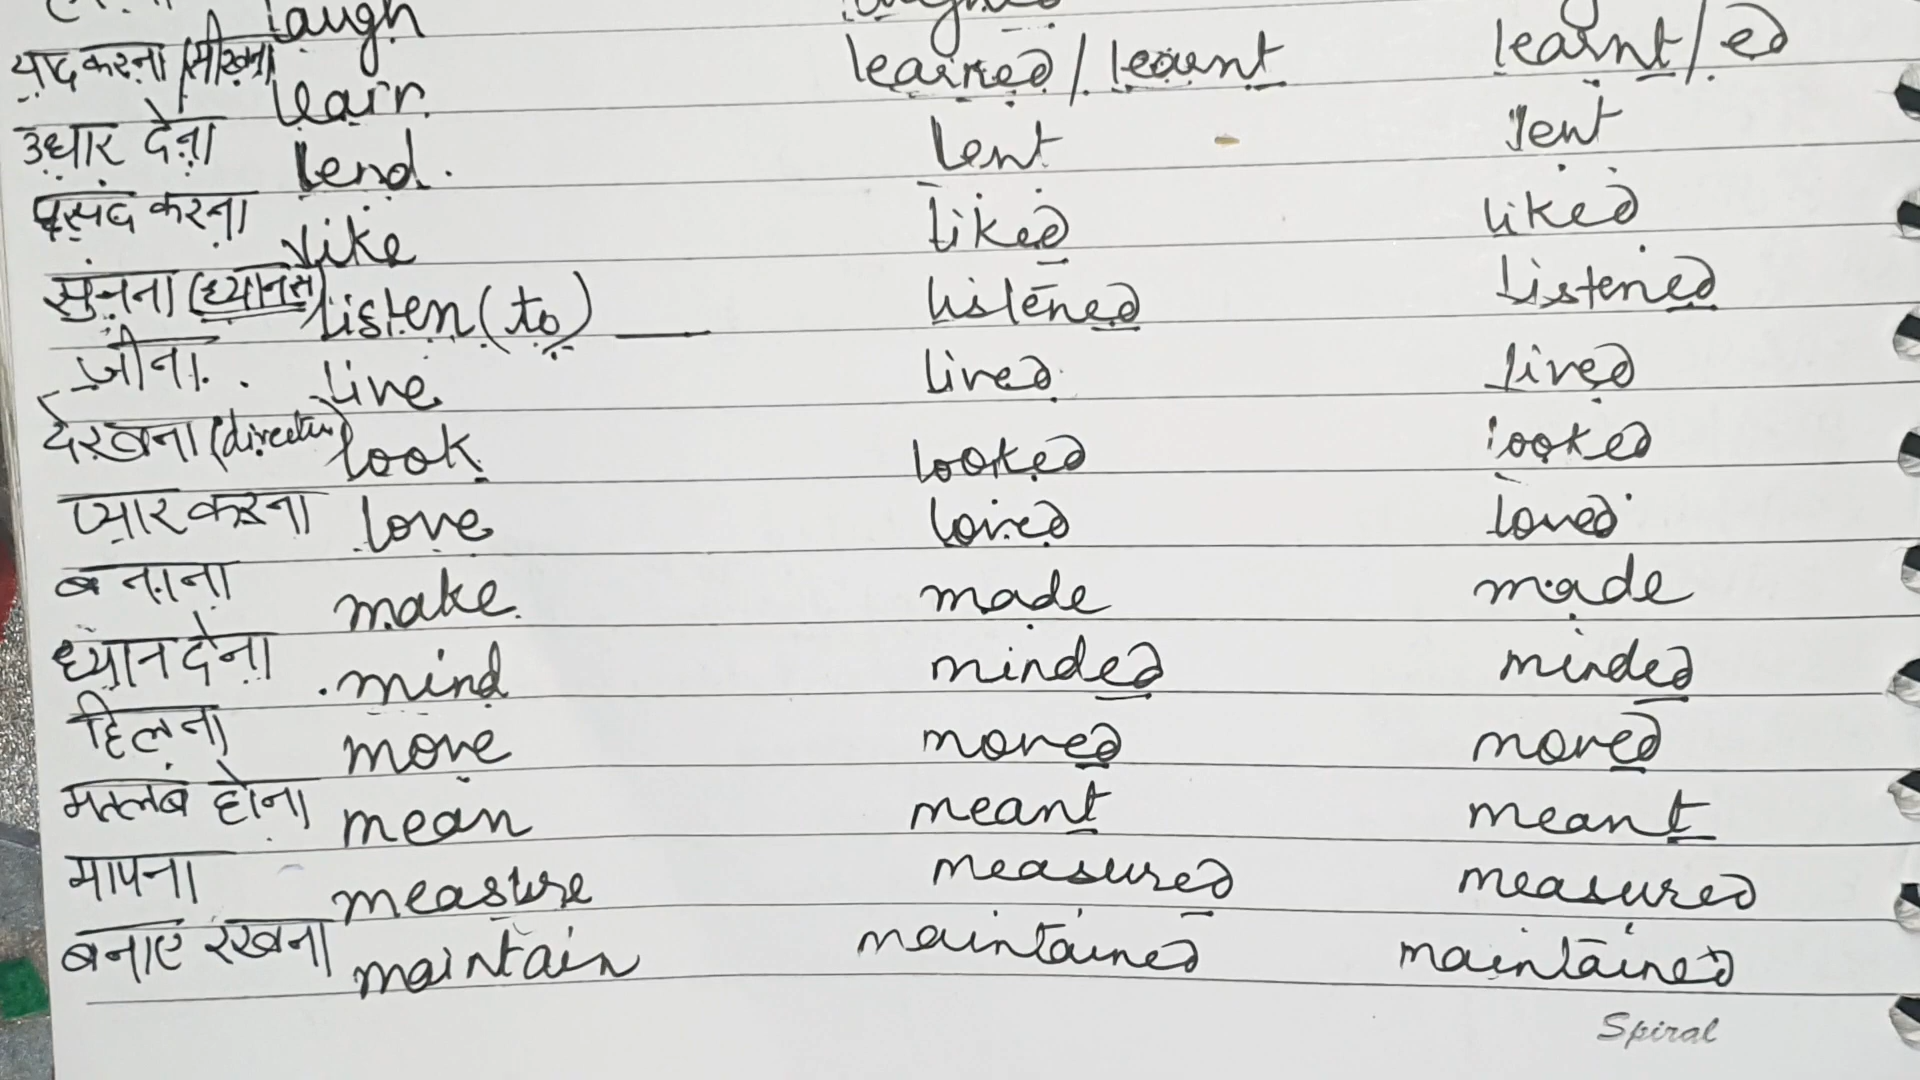 laugh laughed
याद करना (सीखना) learn learned / learnt learnt / ed
उधार देना lend. lent lent
पसंद करना like liked liked
सुनना (ध्यान से) listen (to) — listened listened
जीना. live lived lived
देखना (direction) look looked looked
प्यार करना love loved loved
बनाना make made made
ध्यान देना mind minded minded
हिलना move moved moved
मतलब होना mean meant meant
मापना measure measured measured
बनाए रखना maintain maintained maintained
Spiral